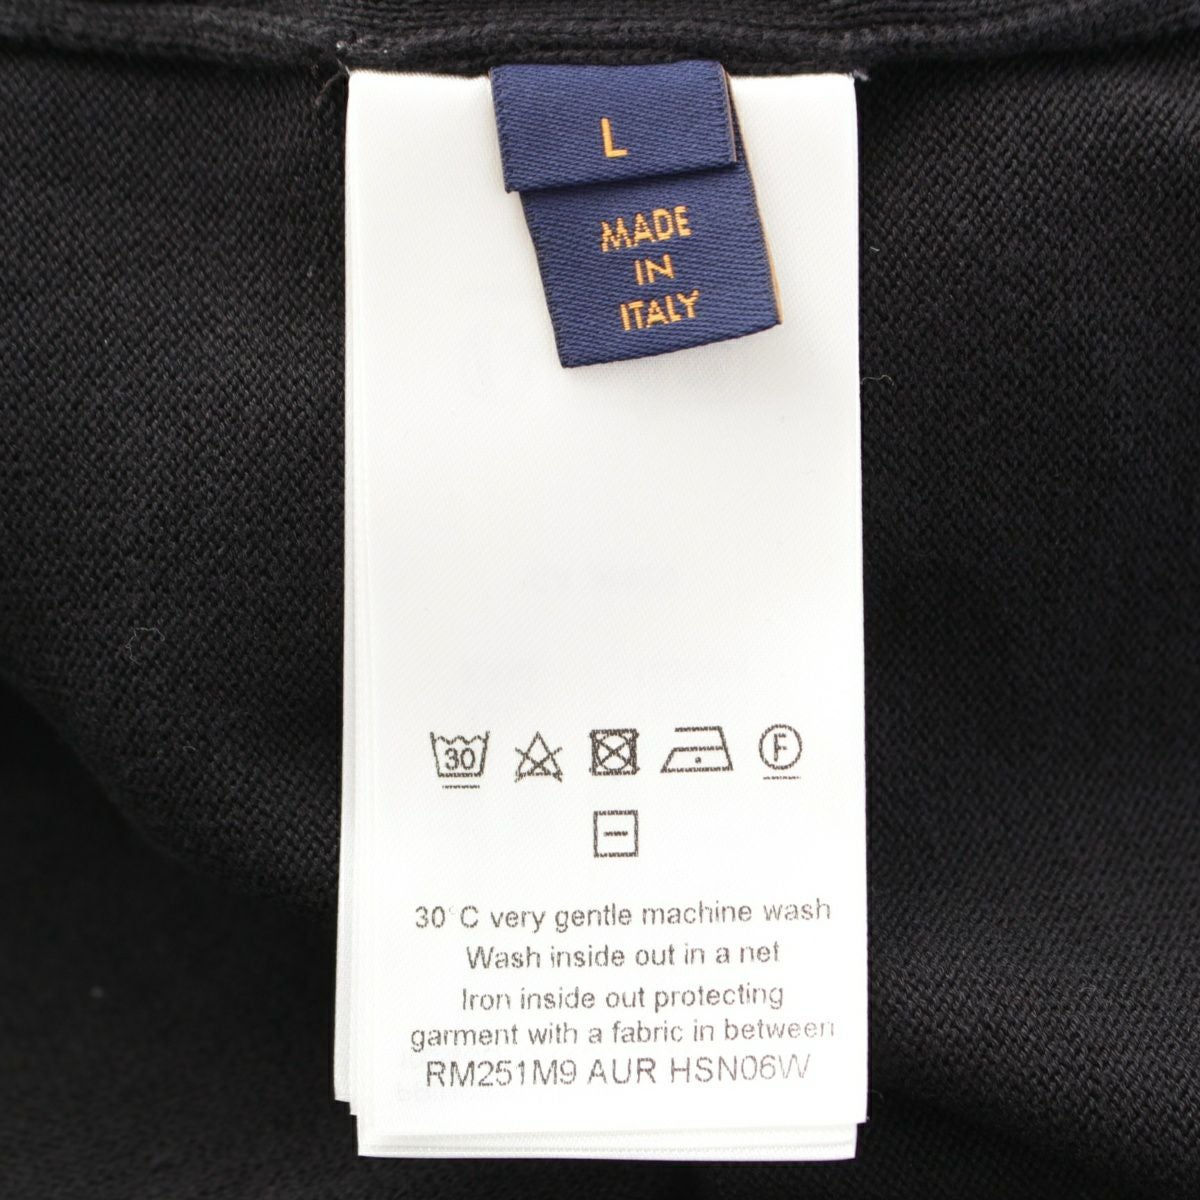 L
MADE
IN
ITALY
30
F
30°C very gentle machine wash
Wash inside out in a net
Iron inside out protecting
garment with a fabric in between
RM251M9 AUR HSN06W